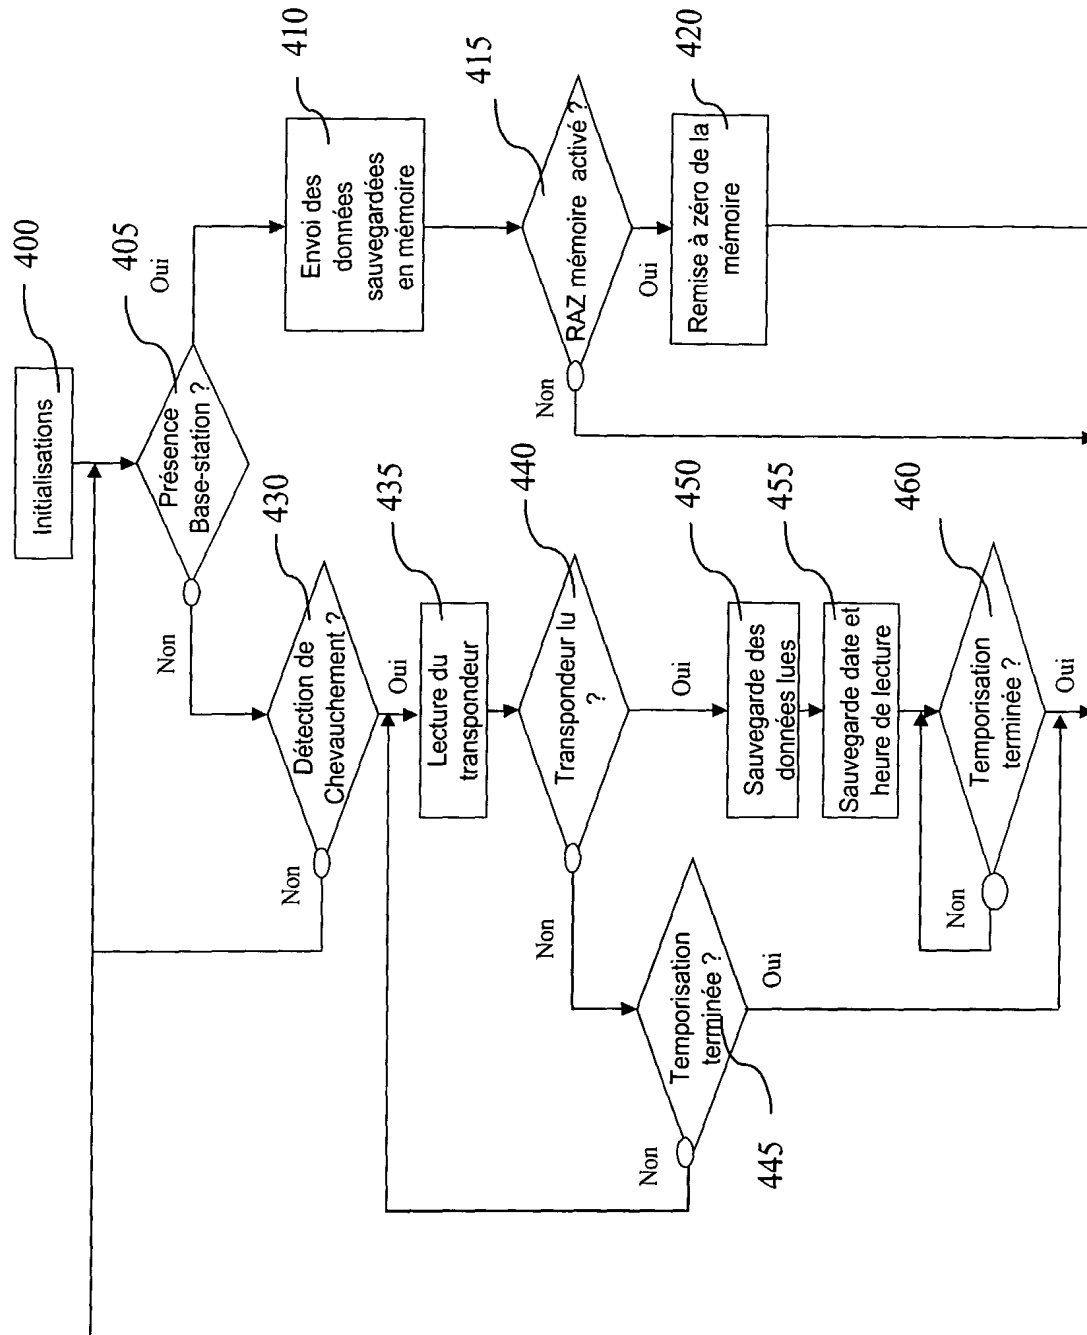 400
Initialisations
405
Présence
Base-station ?
Oui
Non
410
Envoi des
données
sauvegardées
en mémoire
415
RAZ mémoire activé ?
Non
Oui
420
Remise à zéro de la
mémoire
430
Détection de
Chevauchement ?
Non
Oui
435
Lecture du
transpondeur
440
Transpondeur lu
?
Non
Oui
Temporisation
terminée ?
445
Non
Oui
450
Sauvegarde des
données lues
455
Sauvegarde date et
heure de lecture
460
Temporisation
terminée ?
Non
Oui